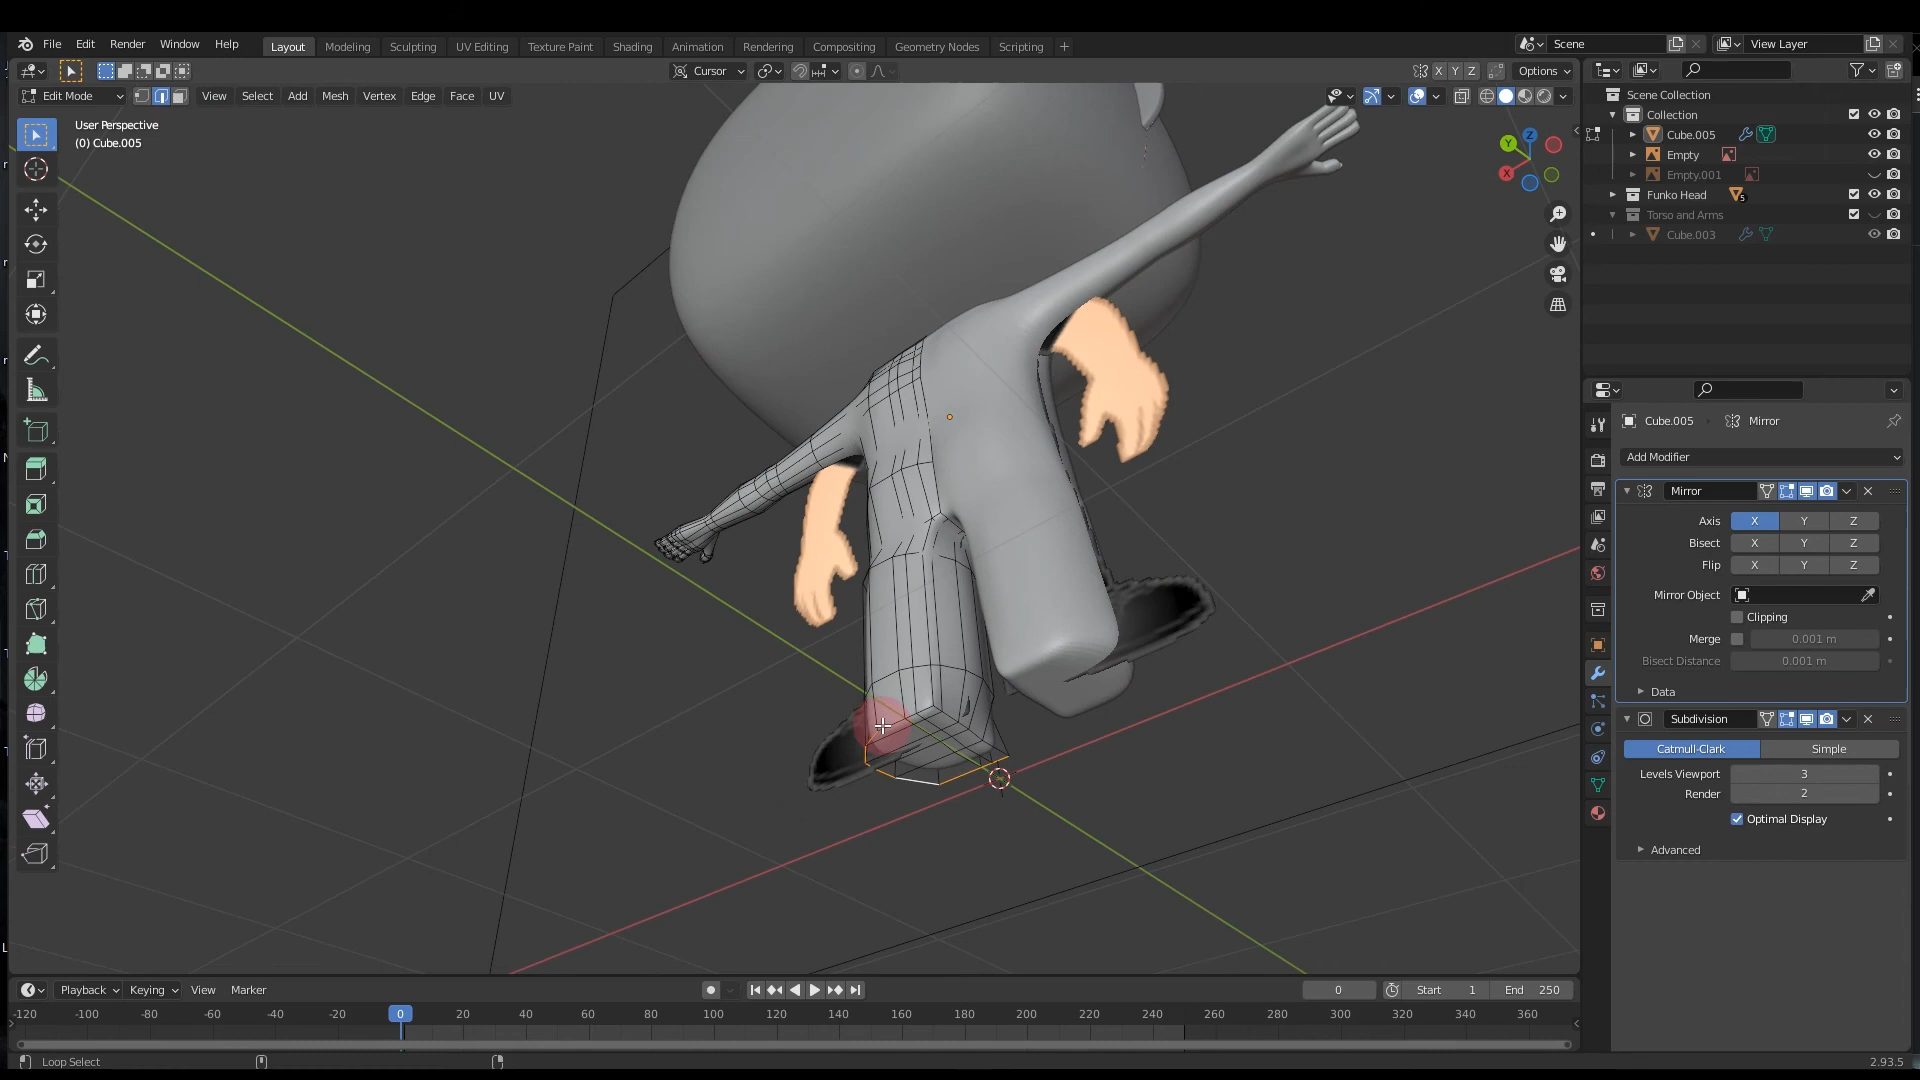 File Edit Render Window Help Layout Modeling Sculpting UV Editing Texture Paint Shading Animation Rendering Compositing Geometry Nodes Scripting + Scene View Layer
Cursor X Y Z Options
Edit Mode View Select Add Mesh Vertex Edge Face UV
User Perspective
(0) Cube.005
Z
Y
X
Scene Collection
Collection
Cube.005
Empty
Empty.001
Funko Head 5
Torso and Arms
Cube.003
Cube.005 Mirror
Add Modifier
Mirror
Axis X Y Z
Bisect X Y Z
Flip X Y Z
Mirror Object
Clipping
Merge 0.001 m
Bisect Distance 0.001 m
Data
Subdivision
Catmull-Clark Simple
Levels Viewport 3
Render 2
Optimal Display
Advanced
Playback Keying View Marker 0 Start 1 End 250
-120 -100 -80 -60 -40 -20 0 20 40 60 80 100 120 140 160 180 200 220 240 260 280 300 320 340 360
Loop Select 2.93.5